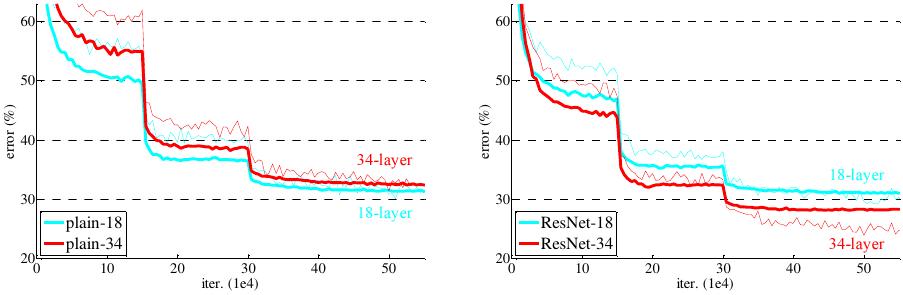 60
50
40
30
20
error (%)
0
10
20
30
40
50
iter. (1e4)
34-layer
18-layer
plain-18
plain-34
60
50
40
30
20
error (%)
0
10
20
30
40
50
iter. (1e4)
18-layer
34-layer
ResNet-18
ResNet-34